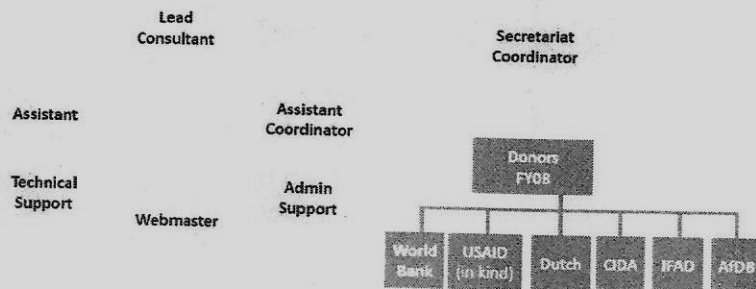 Lead
Consultant
Secretariat
Coordinator
Assistant
Assistant
Coordinator
Donors
FY08
Technical
Support
Admin
Support
Webmaster
World
Bank
USAID
(in kind)
Dutch
CIDA
IFAD
AfDB